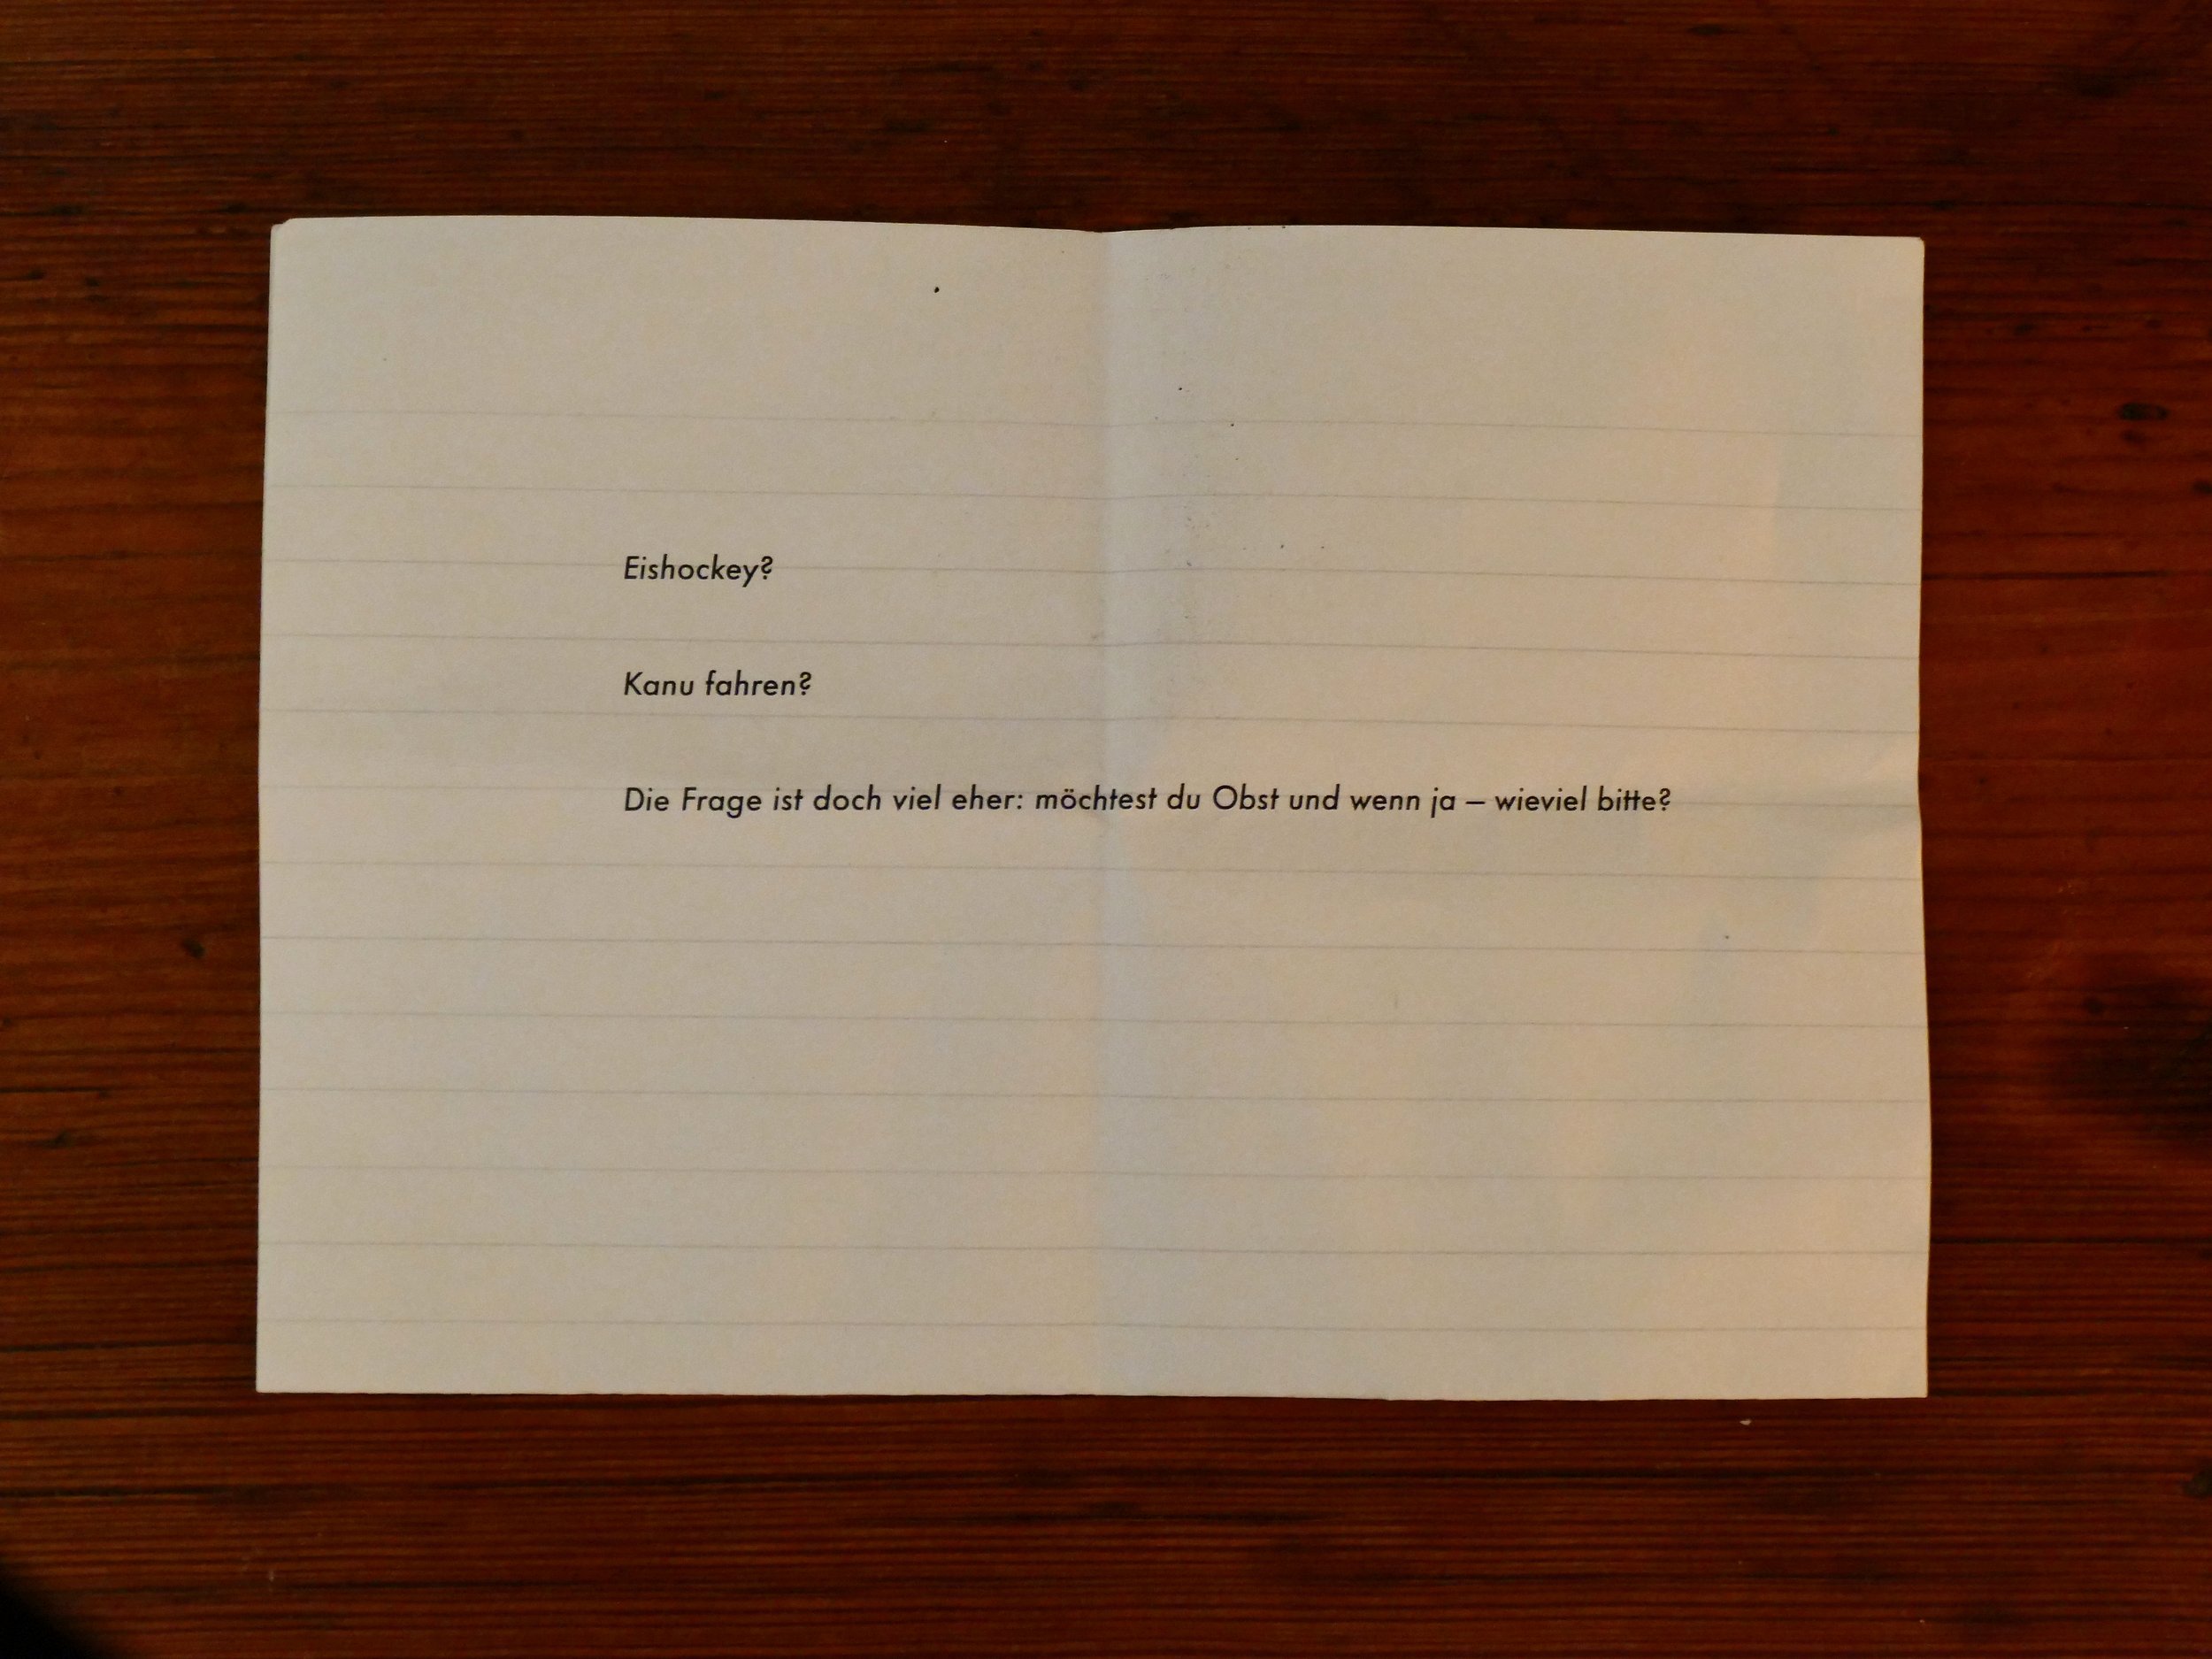 Eishockey?
Kanu fahren?
Die Frage ist doch viel eher: möchtest du Obst und wenn ja – wieviel bitte?